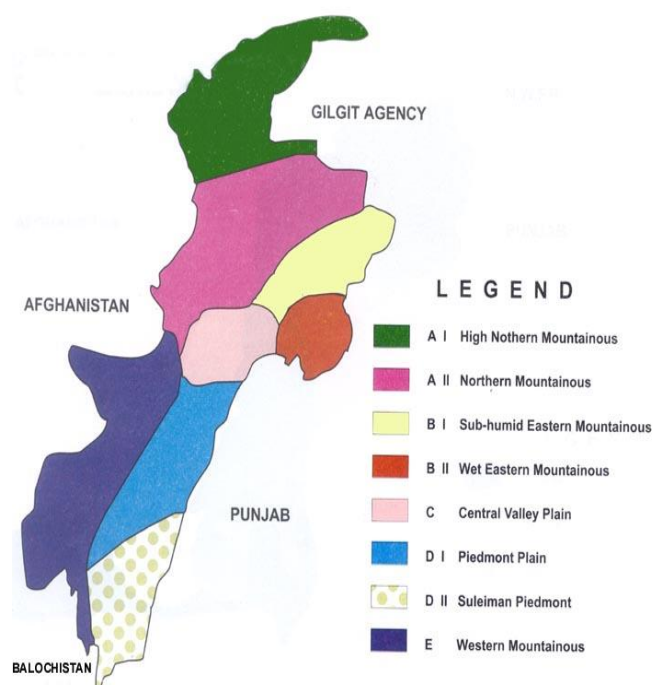 GILGIT AGENCY
AFGHANISTAN
PUNJAB
BALOCHISTAN
LEGEND
A I High Nothern Mountainous
A II Northern Mountainous
B I Sub-humid Eastern Mountainous
B II Wet Eastern Mountainous
C Central Valley Plain
D I Piedmont Plain
D II Suleiman Piedmont
E Western Mountainous